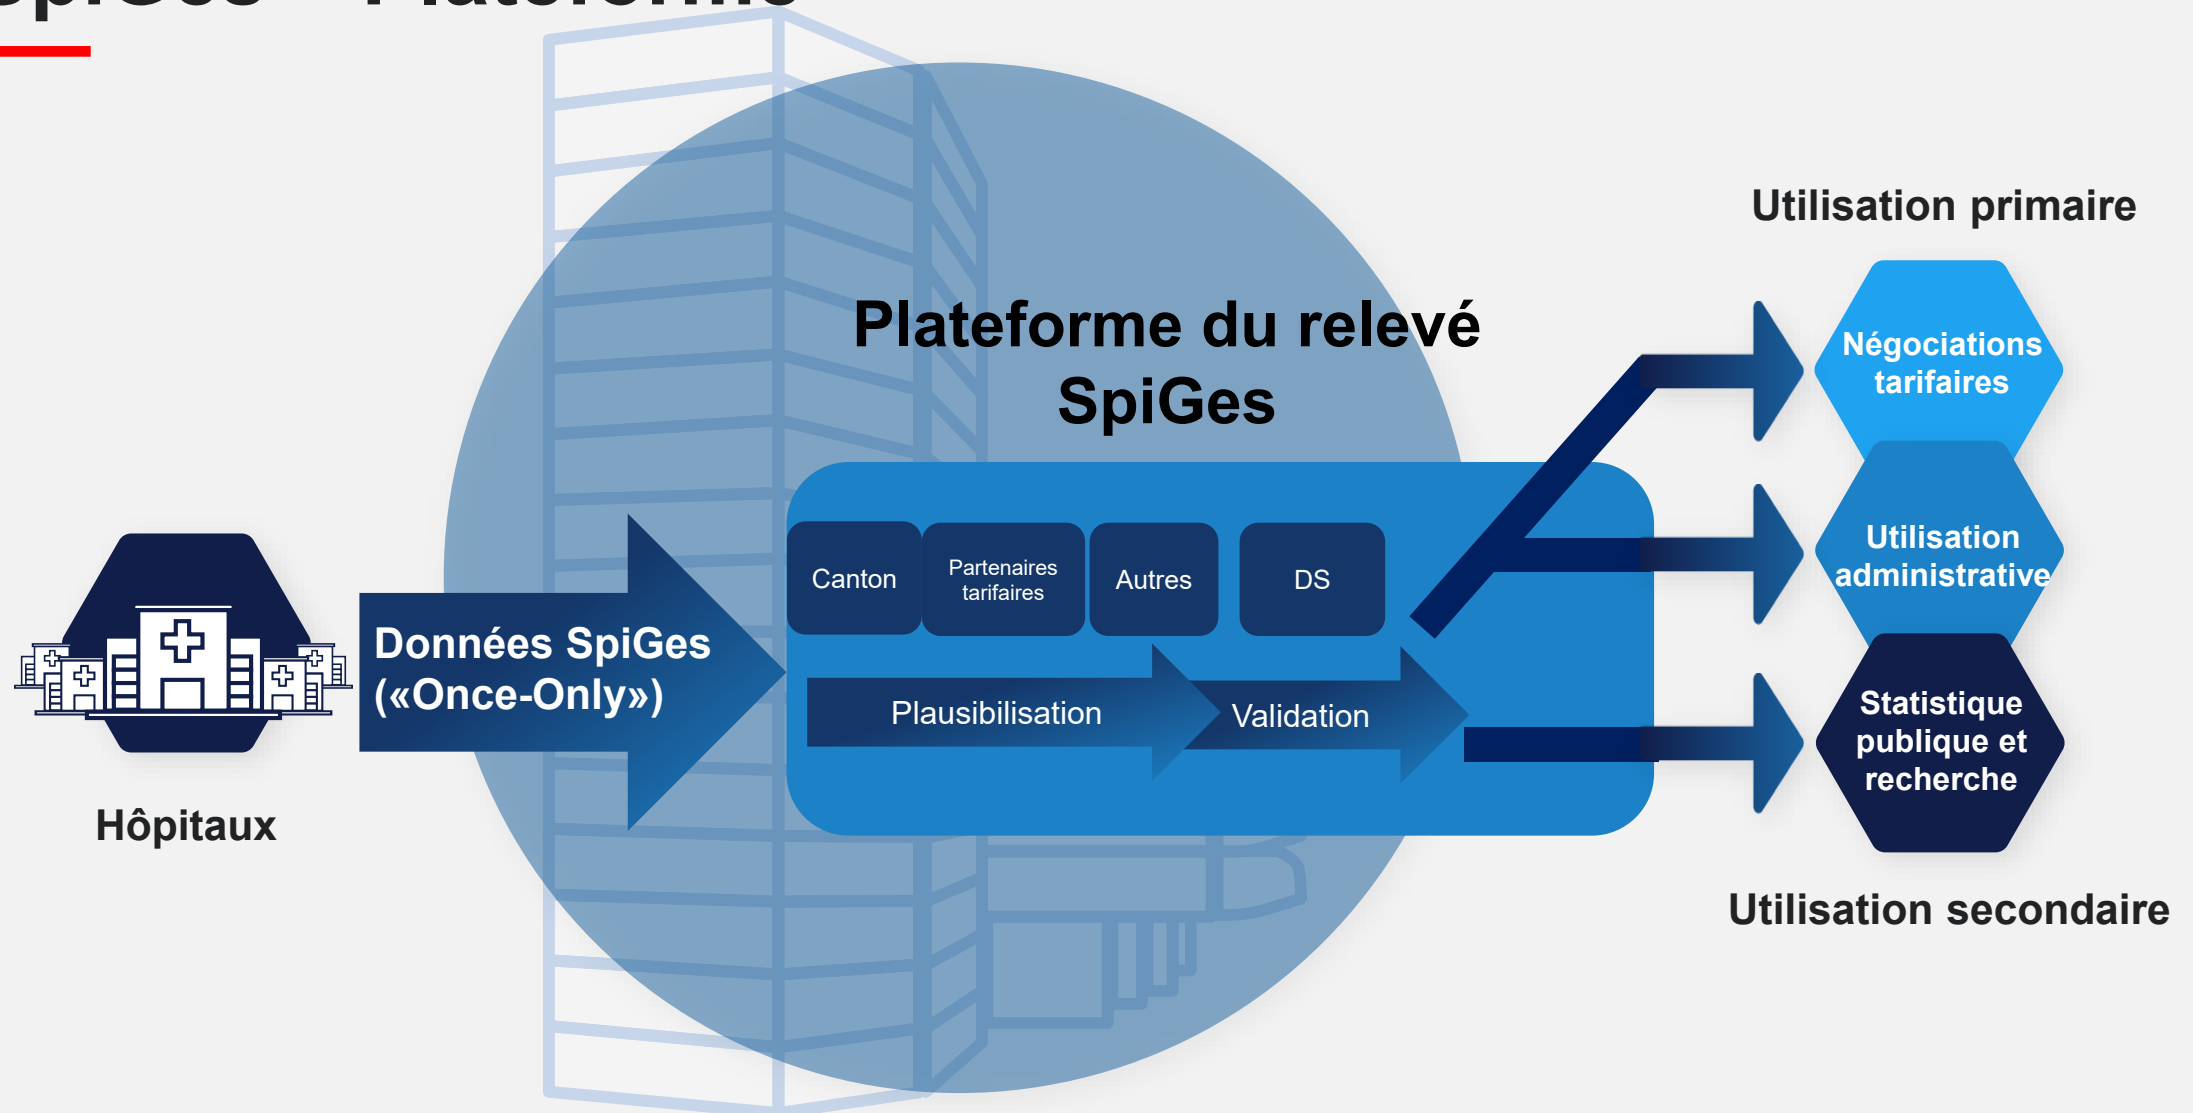 Plateforme
Utilisation primaire
Plateforme du relevé
SpiGes
Négociations
tarifaires
Canton
Partenaires
tarifaires
Autres
DS
Utilisation
administrative
Données SpiGes
(«Once-Only»)
Plausibilisation
Validation
Statistique
publique et
recherche
Hôpitaux
Utilisation secondaire